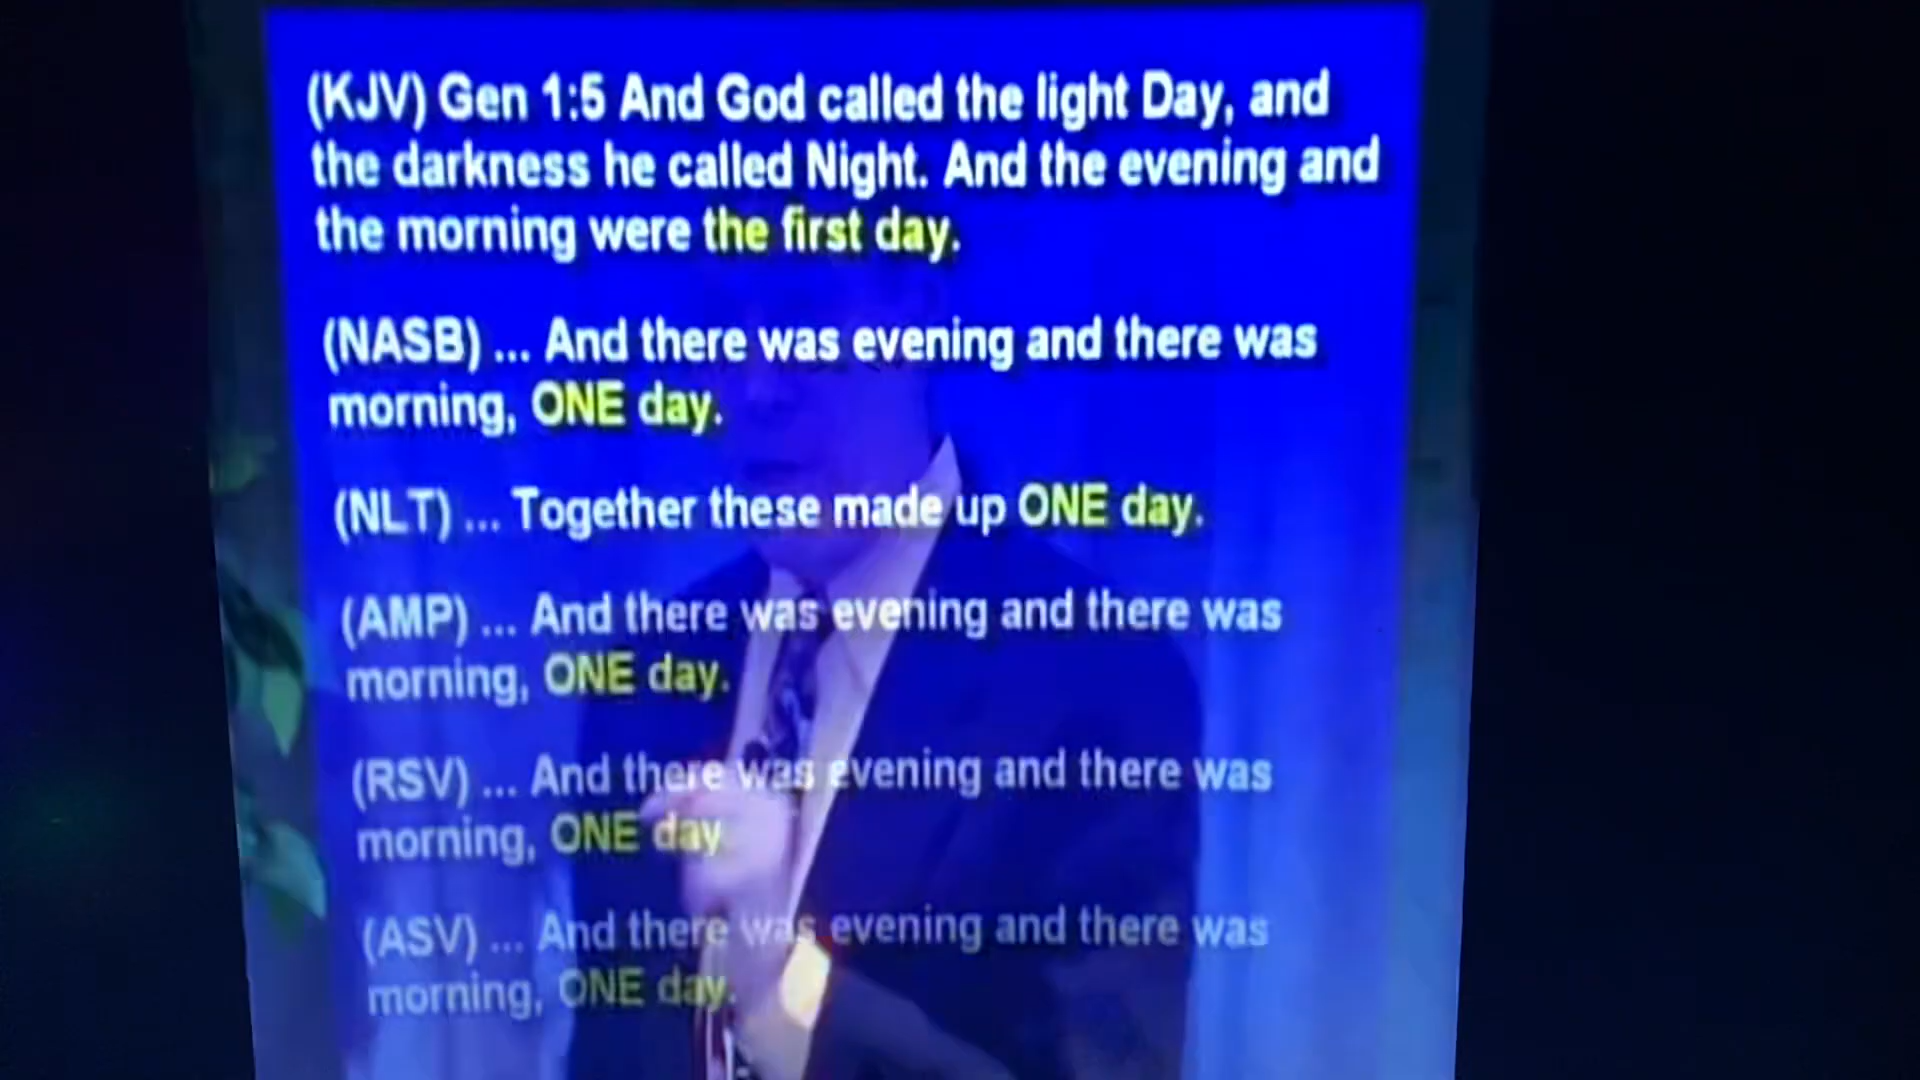 (KJV) Gen 1:5 And God called the light Day, and
the darkness he called Night. And the evening and
the morning were the first day.
(NASB) ... And there was evening and there was
morning, ONE day.
(NLT) ... Together these made up ONE day.
(AMP) ... And there was evening and there was
morning, ONE day.
(RSV) ... And there was evening and there was
morning, ONE day
(ASV) ... And there was evening and there was
morning, ONE day.